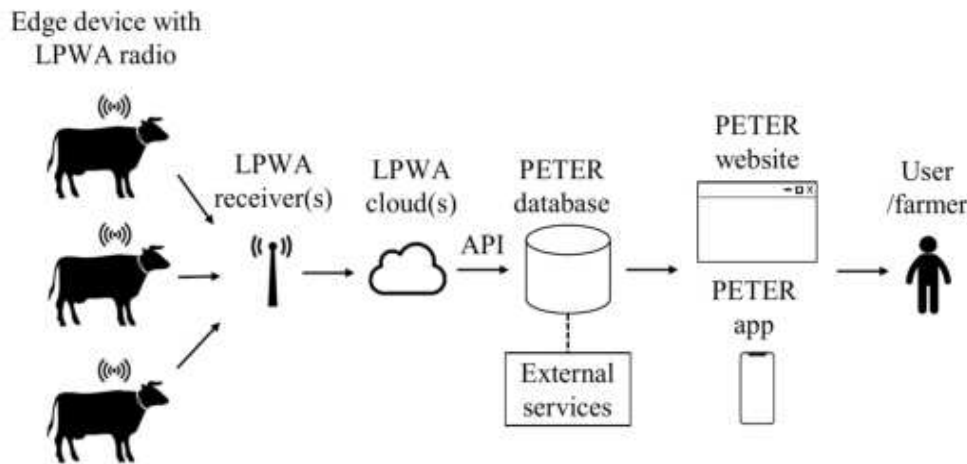 Edge device with
LPWA radio
LPWA
receiver(s)
LPWA
cloud(s)
API
PETER
database
External
services
PETER
website
PETER
app
User
/farmer